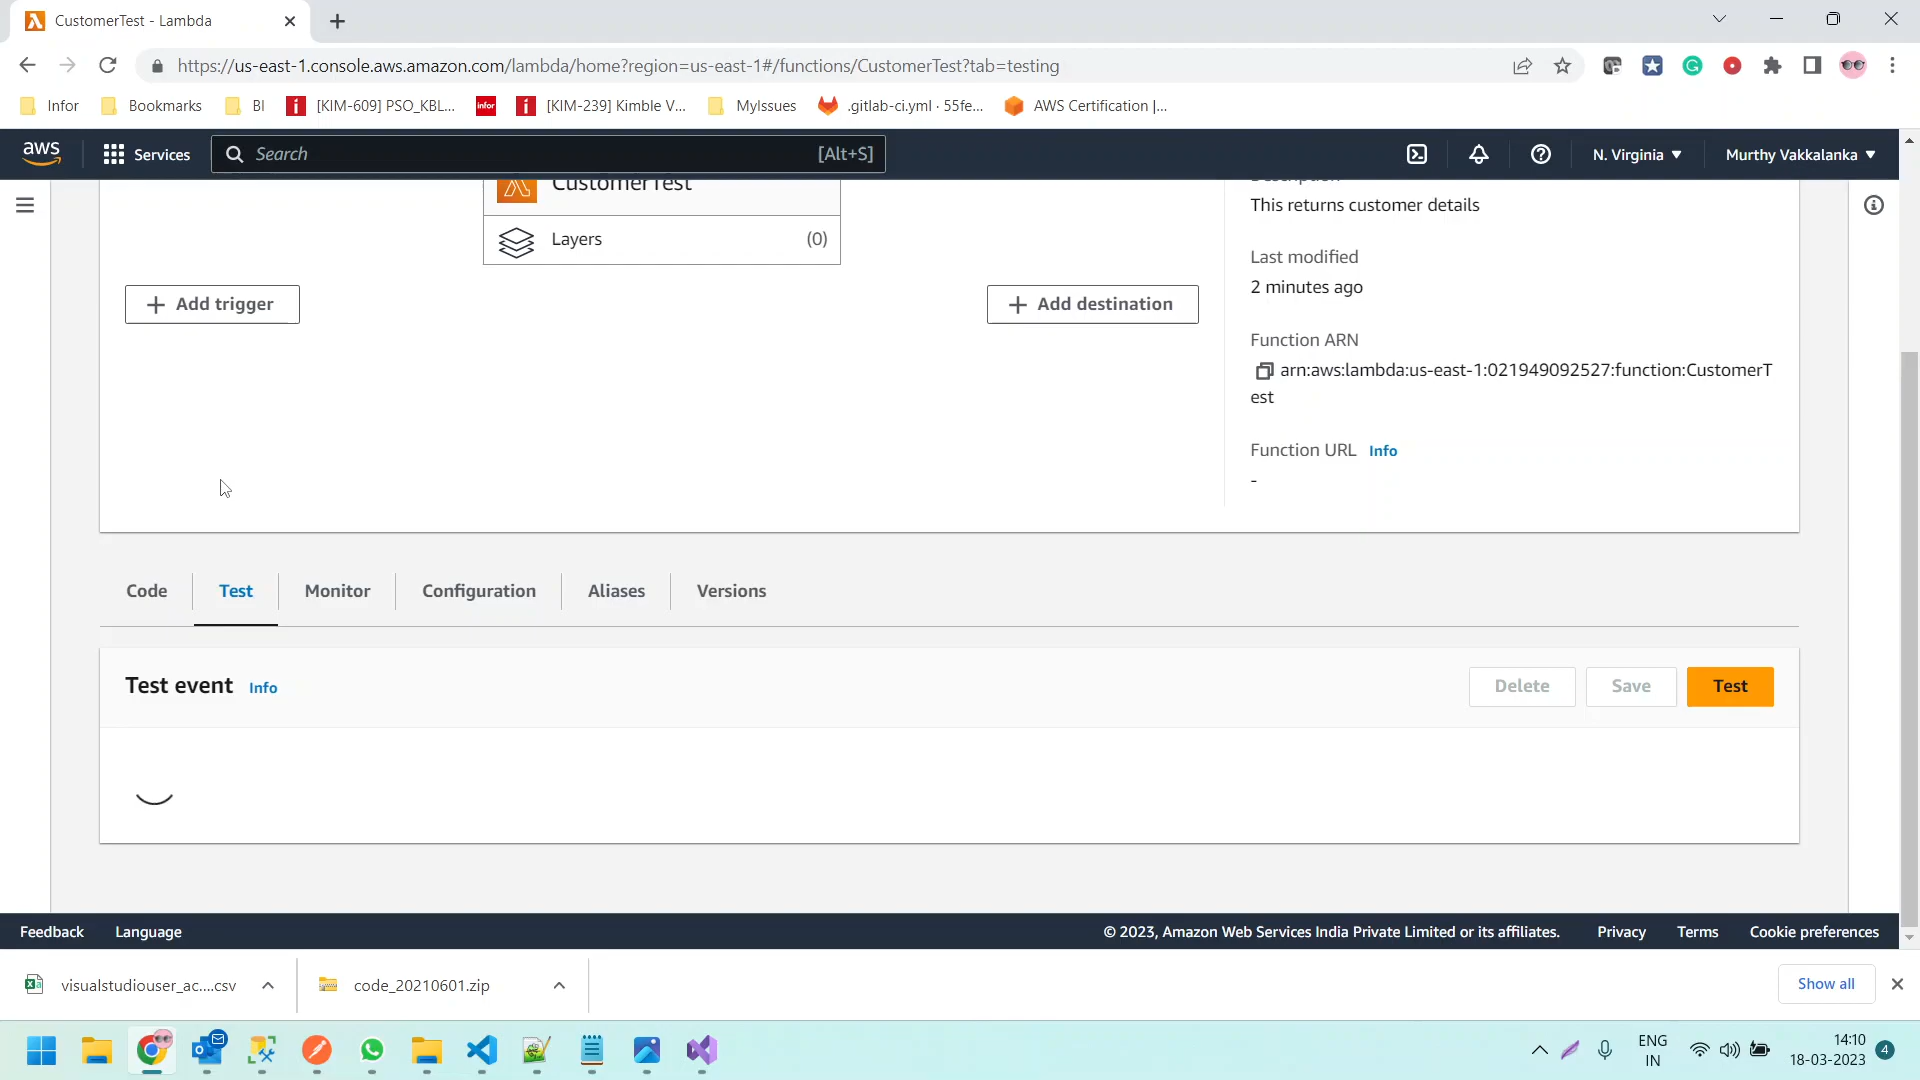 CustomerTest - Lambda
https://us-east-1.console.aws.amazon.com/lambda/home?region=us-east-1#/functions/CustomerTest?tab=testing
Infor
Bookmarks
BI
[KIM-609] PSO_KBL...
infor
[KIM-239] Kimble V...
MyIssues
.gitlab-ci.yml · 55fe...
AWS Certification |...
aws
Services
Search
[Alt+S]
N. Virginia
Murthy Vakkalanka
CustomerTest
Layers
(0)
Add trigger
Add destination
Description
This returns customer details
Last modified
2 minutes ago
Function ARN
arn:aws:lambda:us-east-1:021949092527:function:CustomerT
est
Function URL Info
-
Code
Test
Monitor
Configuration
Aliases
Versions
Test event Info
Delete
Save
Test
Feedback
Language
© 2023, Amazon Web Services India Private Limited or its affiliates.
Privacy
Terms
Cookie preferences
visualstudiouser_ac....csv
code_20210601.zip
Show all
ENG
IN
14:10
18-03-2023
4